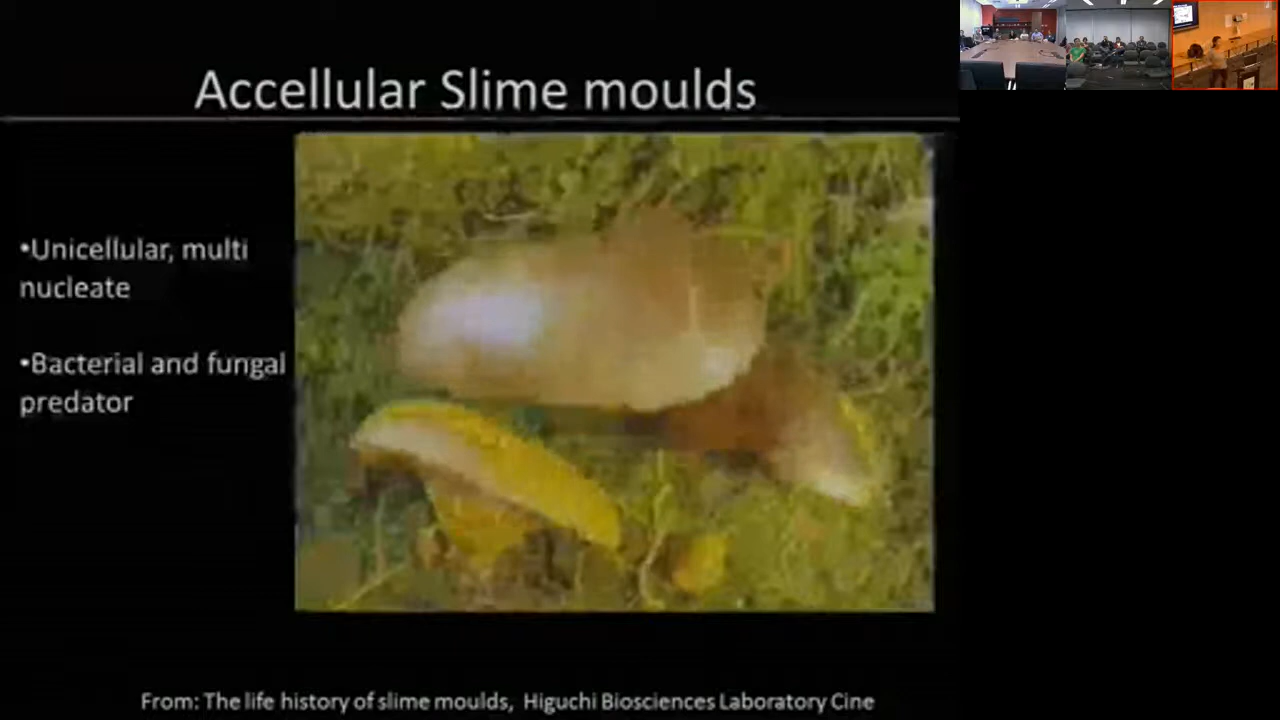 Accellular Slime moulds
•Unicellular, multi
nucleate
•Bacterial and fungal
predator
From: The life history of slime moulds, Higuchi Biosciences Laboratory Cine